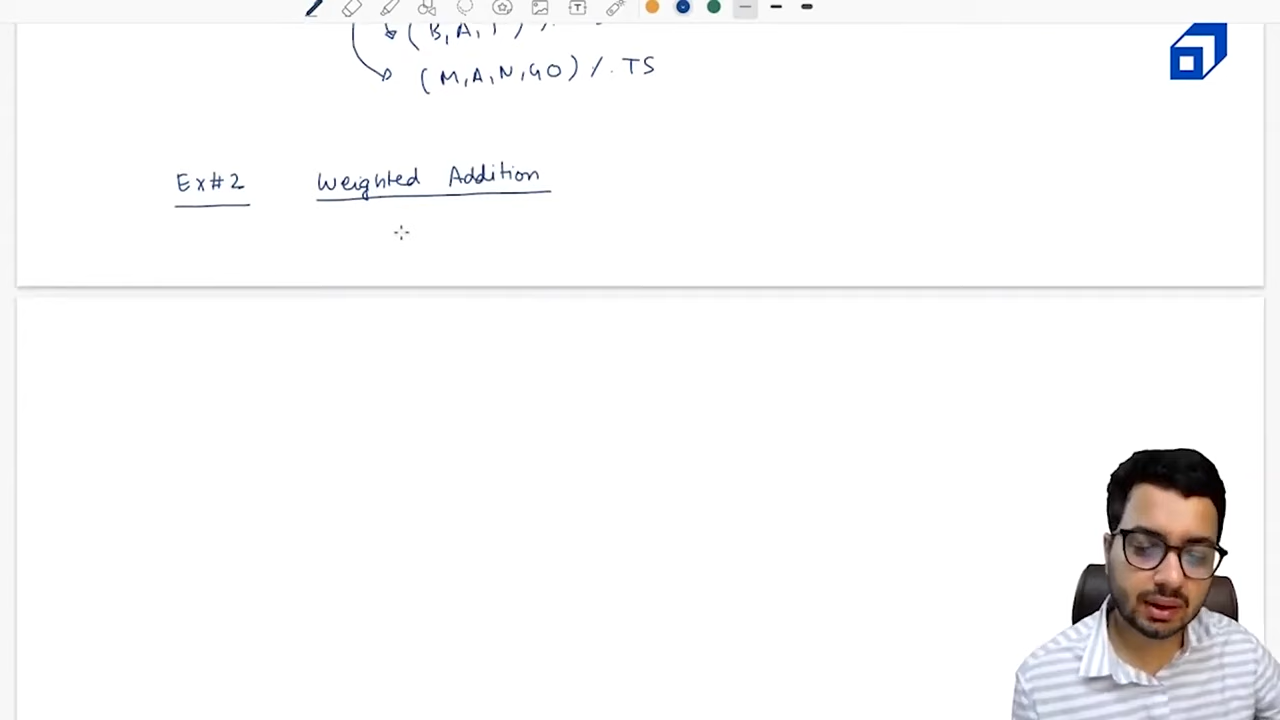 ( B, A, T ) %
( M, A, N, GO ) % TS
Ex#2 Weighted Addition